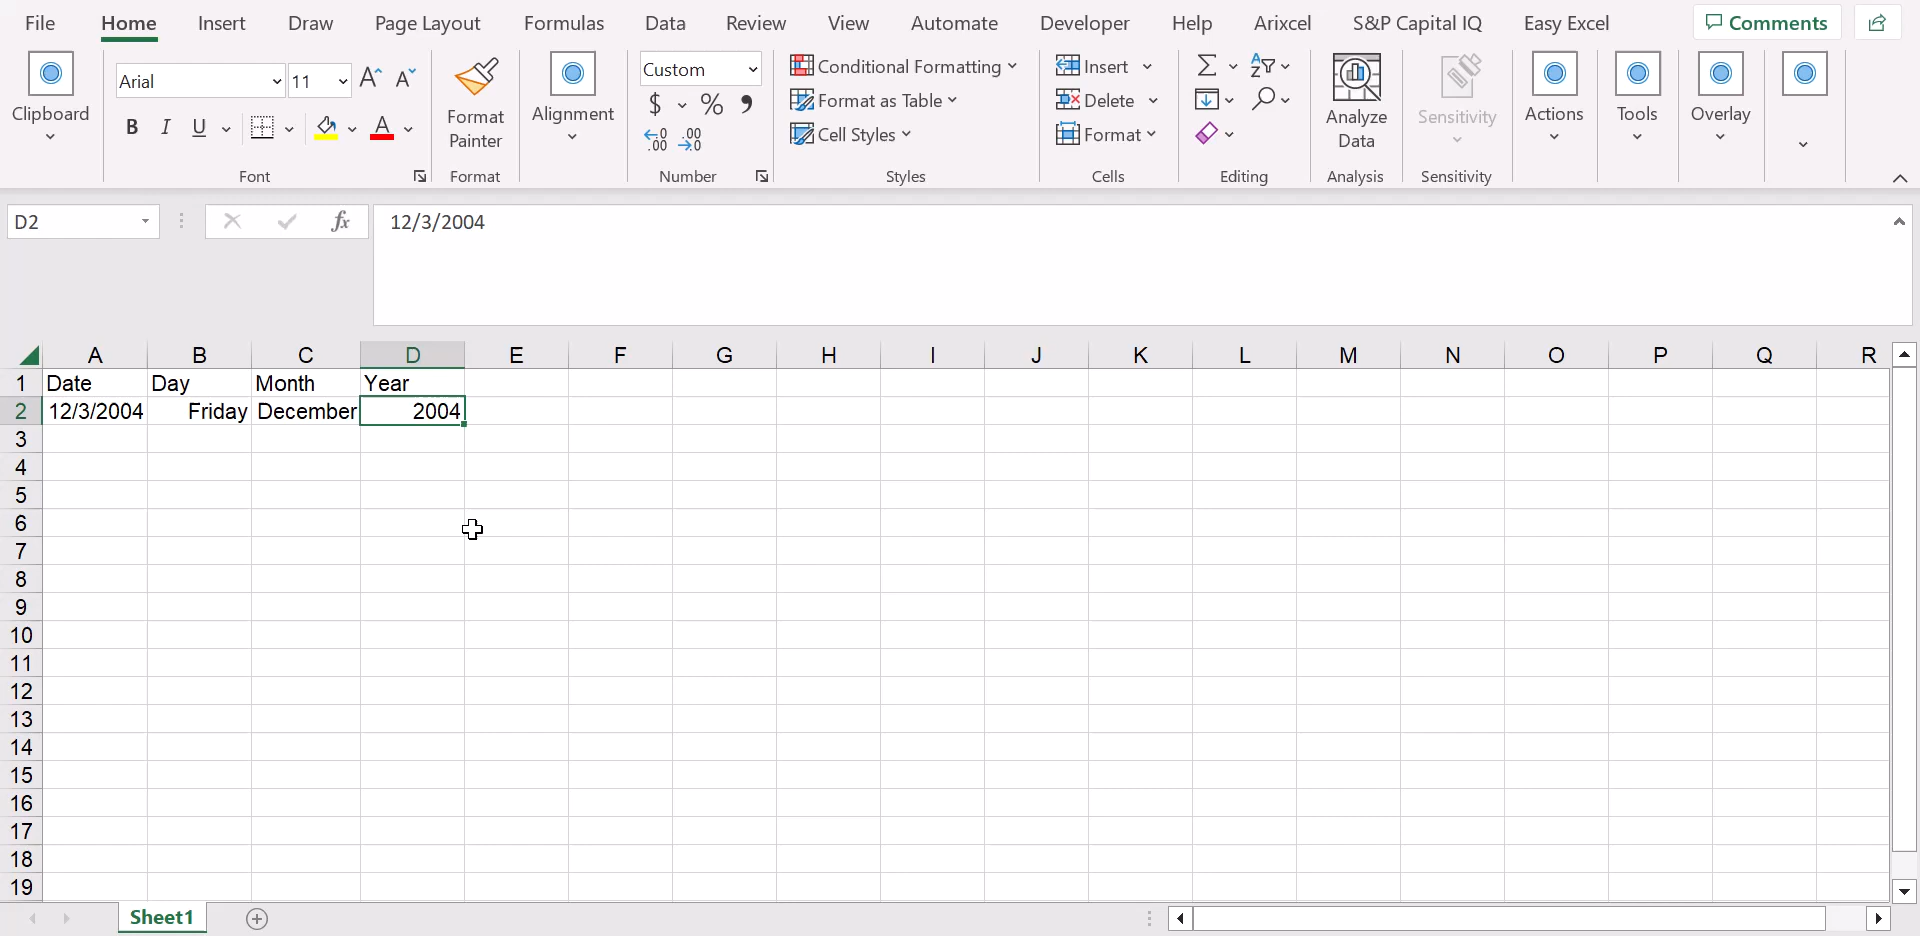 File Home Insert Draw Page Layout Formulas Data Review View Automate Developer Help Arixcel S&P Capital IQ Easy Excel Comments
Clipboard
Arial 11 A A
B I U A
Font
Format
Painter
Format
Alignment
Custom
$ % ,
.0 .00 .00 .0
Number
Conditional Formatting
Format as Table
Cell Styles
Styles
Insert
Delete
Format
Cells
Editing
Analyze
Data
Analysis
Sensitivity
Sensitivity
Actions
Tools
Overlay
D2 fx 12/3/2004
A B C D E F G H I J K L M N O P Q R
1 Date Day Month Year
2 12/3/2004 Friday December 2004
3
4
5
6
7
8
9
10
11
12
13
14
15
16
17
18
19
Sheet1